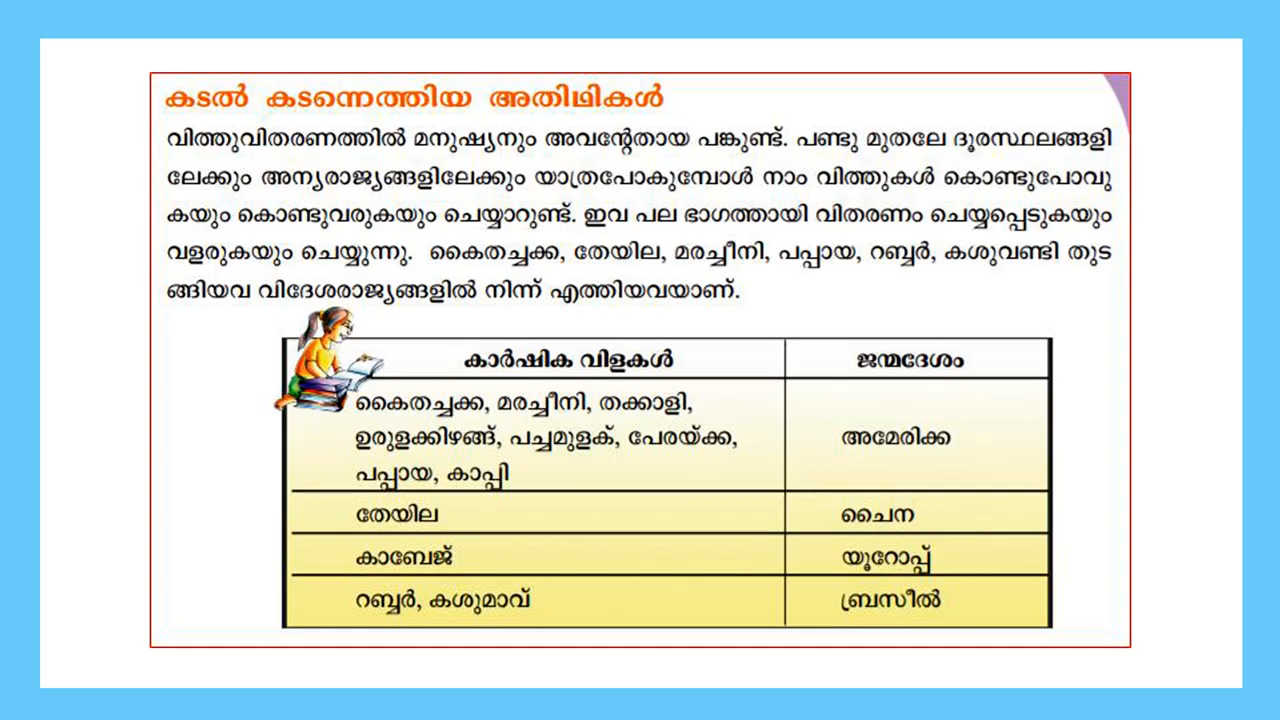 കടൽ കടന്നെത്തിയ അതിഥികൾ
വിത്തുവിതരണത്തിൽ മനുഷ്യനും അവന്റേതായ പങ്കുണ്ട്. പണ്ടു മുതലേ ദൂരസ്ഥലങ്ങളി
ലേക്കും അന്യരാജ്യങ്ങളിലേക്കും യാത്രപോകുമ്പോൾ നാം വിത്തുകൾ കൊണ്ടുപോവു
കയും കൊണ്ടുവരുകയും ചെയ്യാറുണ്ട്. ഇവ പല ഭാഗത്തായി വിതരണം ചെയ്യപ്പെടുകയും
വളരുകയും ചെയ്യുന്നു. കൈതച്ചക്ക, തേയില, മരച്ചീനി, പപ്പായ, റബ്ബർ, കശുവണ്ടി തുട
ങ്ങിയവ വിദേശരാജ്യങ്ങളിൽ നിന്ന് എത്തിയവയാണ്.
കാർഷിക വിളകൾ ജന്മദേശം
കൈതച്ചക്ക, മരച്ചീനി, തക്കാളി,
ഉരുളക്കിഴങ്ങ്, പച്ചമുളക്, പേരയ്ക്ക, അമേരിക്ക
പപ്പായ, കാപ്പി
തേയില ചൈന
കാബേജ് യൂറോപ്പ്
റബ്ബർ, കശുമാവ് ബ്രസീൽ